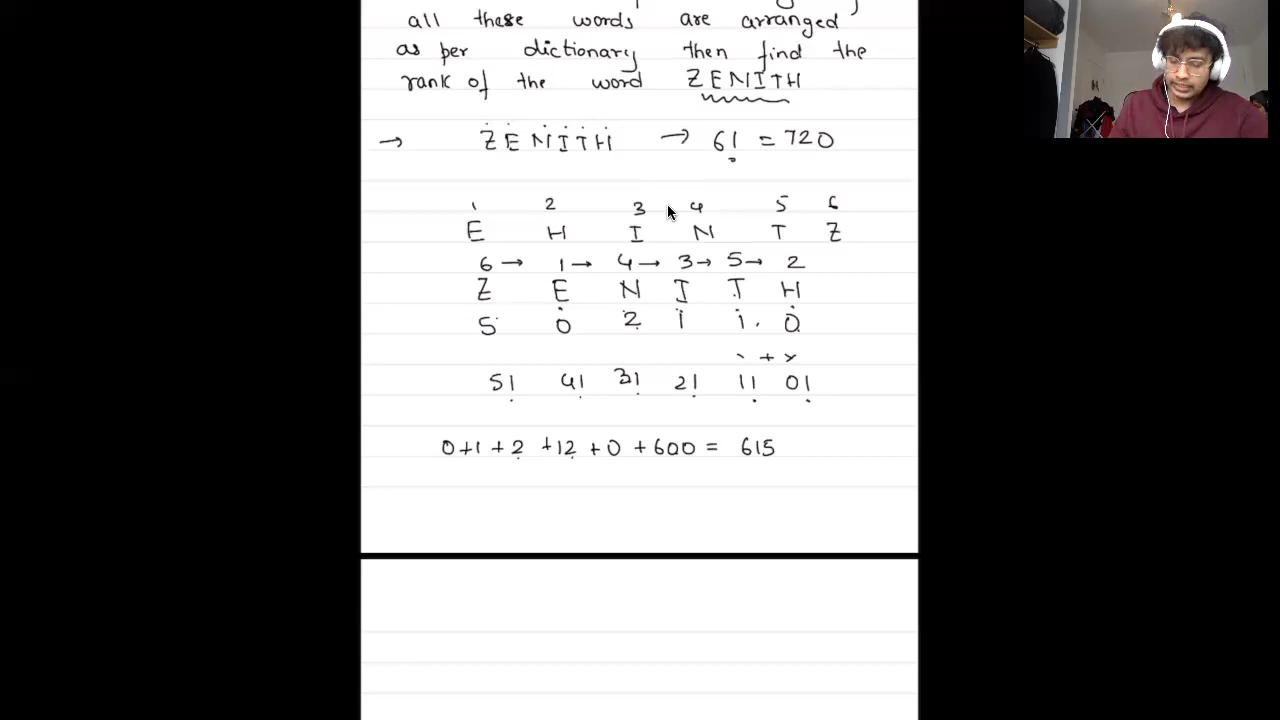 all these words are arranged
as per dictionary then find the
rank of the word ZENITH
→ ZENITH → 6! = 720
1 2 3 4 5 6
E H I N T Z
6 → 1 → 4 → 3 → 5 → 2
Z E N I T H
5 0 2 1 1 0
5! 4! 3! 2! 1! 0!
0+1+2+12+0+600 = 615